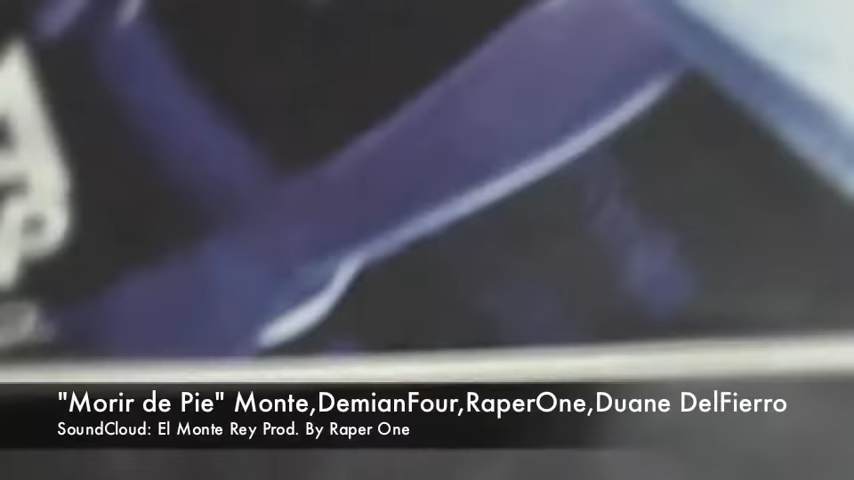 "Morir de Pie" Monte,DemianFour,RaperOne,Duane DelFierro
SoundCloud: El Monte Rey Prod. By Raper One